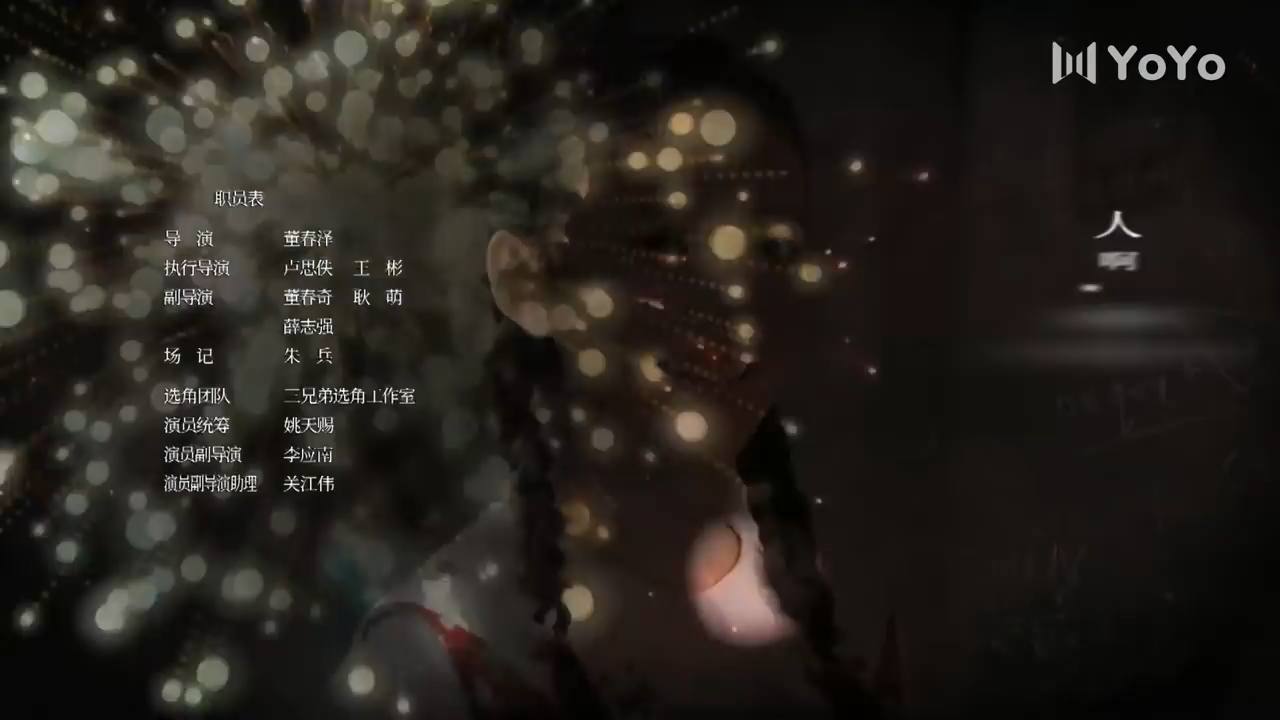 YoYo
职员表
导 演 董春泽
执行导演 卢思佚 王 彬
副导演 董春奇 耿 萌
薛志强
场 记 朱 兵
选角团队 三兄弟选角工作室
演员统筹 姚天赐
演员副导演 李应南
演员副导演助理 关江伟
人
啊